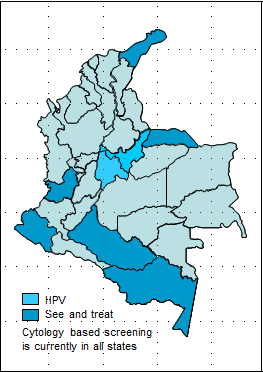 HPV
See and treat
Cytology based screening
is currently in all states